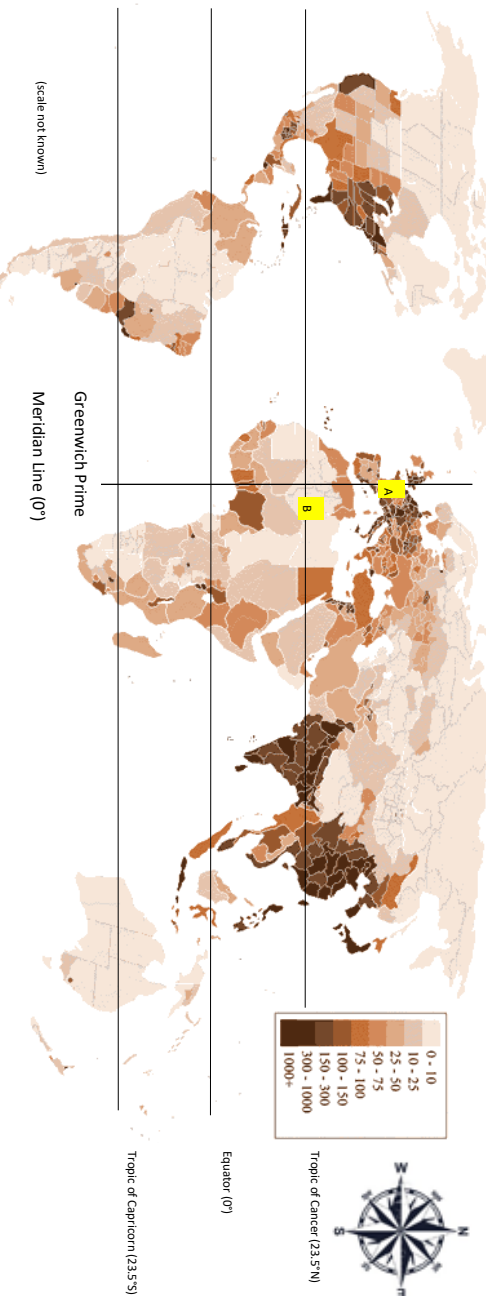 (scale not known)
Greenwich Prime
Meridian Line (0°)
A
B
0 - 10
10 - 25
25 - 50
50 - 75
75 - 100
100 - 150
150 - 300
300 - 1000
1000+
N
W
E
S
Tropic of Cancer (23.5°N)
Equator (0°)
Tropic of Capricorn (23.5°S)